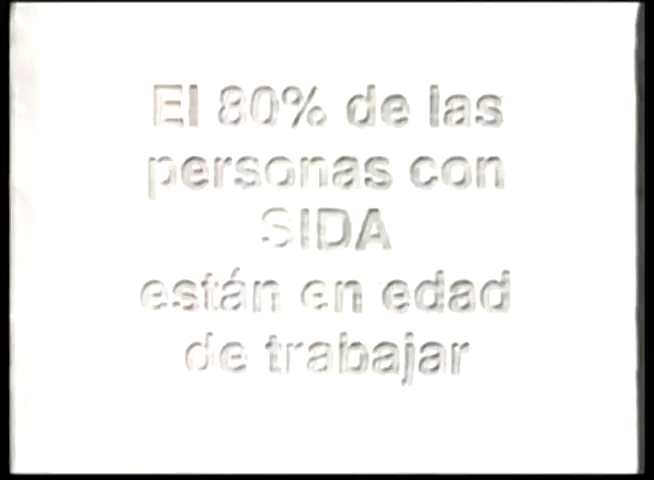 El 80% de las
personas con
SIDA
están en edad
de trabajar